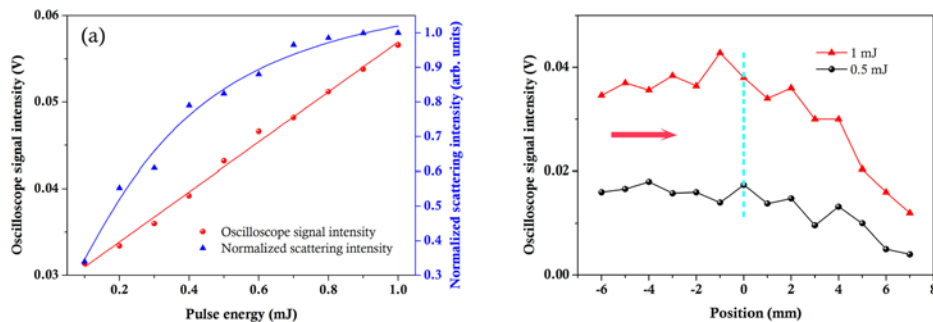 (a)
0.06
0.05
0.04
0.03
Oscilloscope signal intensity (V)
1.0
0.9
0.8
0.7
0.6
0.5
0.4
0.3
Normalized scattering intensity (arb. units)
Oscilloscope signal intensity
Normalized scattering intensity
0.2 0.4 0.6 0.8 1.0
Pulse energy (mJ)
0.04
0.02
0.00
Oscilloscope signal intensity (V)
1 mJ
0.5 mJ
-6 -4 -2 0 2 4 6 8
Position (mm)